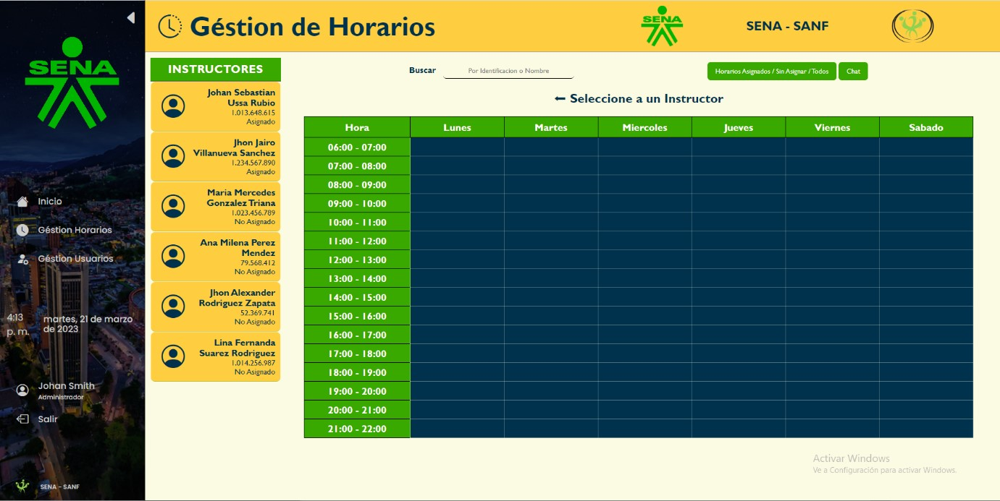 SENA
Inicio
Géstion Horarios
Géstion Usuarios
4:13
p. m.
martes, 21 de marzo
de 2023
Johan Smith
Administrador
Salir
SENA - SANF
Géstion de Horarios
SENA
SENA - SANF
INSTRUCTORES
Johan Sebastian
Ussa Rubio
1.013.648.615
Asignado
Jhon Jairo
Villanueva Sanchez
1.234.567.890
Asignado
Maria Mercedes
Gonzalez Triana
1.023.456.789
No Asignado
Ana Milena Perez
Mendez
79.568.412
No Asignado
Jhon Alexander
Rodriguez Zapata
52.369.741
No Asignado
Lina Fernanda
Suarez Rodriguez
1.014.256.987
No Asignado
Buscar Por Identificacion o Nombre
Horarios Asignados / Sin Asignar / Todos Chat
⬅ Seleccione a un Instructor
Hora Lunes Martes Miercoles Jueves Viernes Sabado
06:00 - 07:00
07:00 - 08:00
08:00 - 09:00
09:00 - 10:00
10:00 - 11:00
11:00 - 12:00
12:00 - 13:00
13:00 - 14:00
14:00 - 15:00
15:00 - 16:00
16:00 - 17:00
17:00 - 18:00
18:00 - 19:00
19:00 - 20:00
20:00 - 21:00
21:00 - 22:00
Activar Windows
Ve a Configuración para activar Windows.